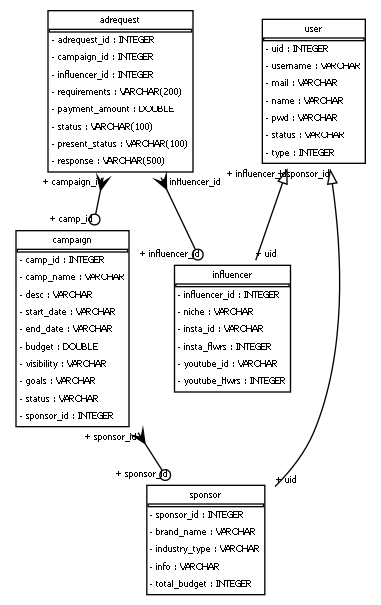 adrequest
- adrequest_id : INTEGER
- campaign_id : INTEGER
- influencer_id : INTEGER
- requirements : VARCHAR(200)
- payment_amount : DOUBLE
- status : VARCHAR(100)
- present_status : VARCHAR(100)
- response : VARCHAR(500)
user
- uid : INTEGER
- username : VARCHAR
- mail : VARCHAR
- name : VARCHAR
- pwd : VARCHAR
- status : VARCHAR
- type : INTEGER
+ campaign_id
influencer_id
+ influencer_id
+ sponsor_id
+ camp_id
+ influencer_id
+ uid
campaign
- camp_id : INTEGER
- camp_name : VARCHAR
- desc : VARCHAR
- start_date : VARCHAR
- end_date : VARCHAR
- budget : DOUBLE
- visibility : VARCHAR
- goals : VARCHAR
- status : VARCHAR
- sponsor_id : INTEGER
influencer
- influencer_id : INTEGER
- niche : VARCHAR
- insta_id : VARCHAR
- insta_flwrs : INTEGER
- youtube_id : VARCHAR
- youtube_flwrs : INTEGER
+ sponsor_id
+ sponsor_id
+ uid
sponsor
- sponsor_id : INTEGER
- brand_name : VARCHAR
- industry_type : VARCHAR
- info : VARCHAR
- total_budget : INTEGER